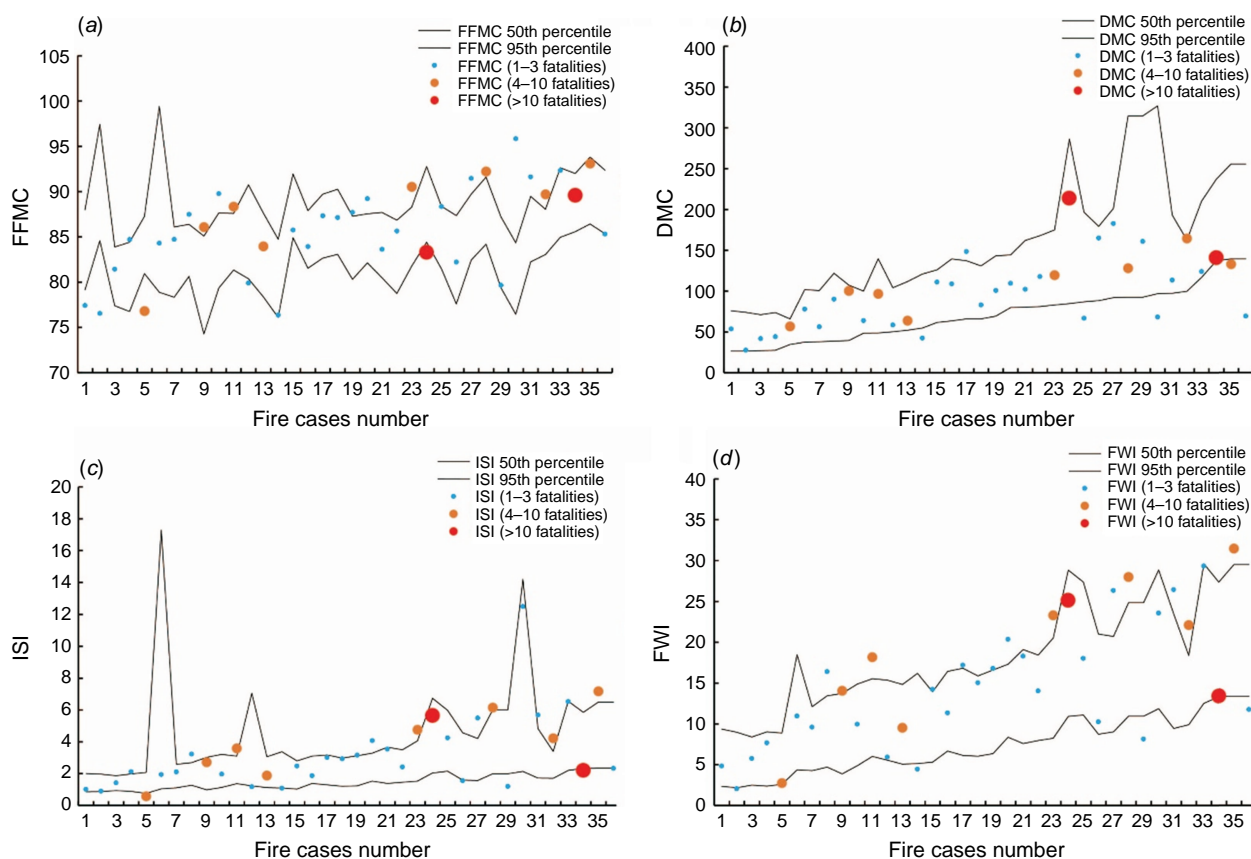 (a)
FFMC 50th percentile
FFMC 95th percentile
FFMC (1–3 fatalities)
FFMC (4–10 fatalities)
FFMC (>10 fatalities)
105
100
95
90
85
80
75
70
FFMC
1 3 5 7 9 11 13 15 17 19 21 23 25 27 29 31 33 35
Fire cases number
(b)
DMC 50th percentile
DMC 95th percentile
DMC (1–3 fatalities)
DMC (4–10 fatalities)
DMC (>10 fatalities)
400
350
300
250
200
150
100
50
0
DMC
1 3 5 7 9 11 13 15 17 19 21 23 25 27 29 31 33 35
Fire cases number
(c)
ISI 50th percentile
ISI 95th percentile
ISI (1–3 fatalities)
ISI (4–10 fatalities)
ISI (>10 fatalities)
20
18
16
14
12
10
8
6
4
2
0
ISI
1 3 5 7 9 11 13 15 17 19 21 23 25 27 29 31 33 35
Fire cases number
(d)
FWI 50th percentile
FWI 95th percentile
FWI (1–3 fatalities)
FWI (4–10 fatalities)
FWI (>10 fatalities)
40
35
30
25
20
15
10
5
0
FWI
1 3 5 7 9 11 13 15 17 19 21 23 25 27 29 31 33 35
Fire cases number